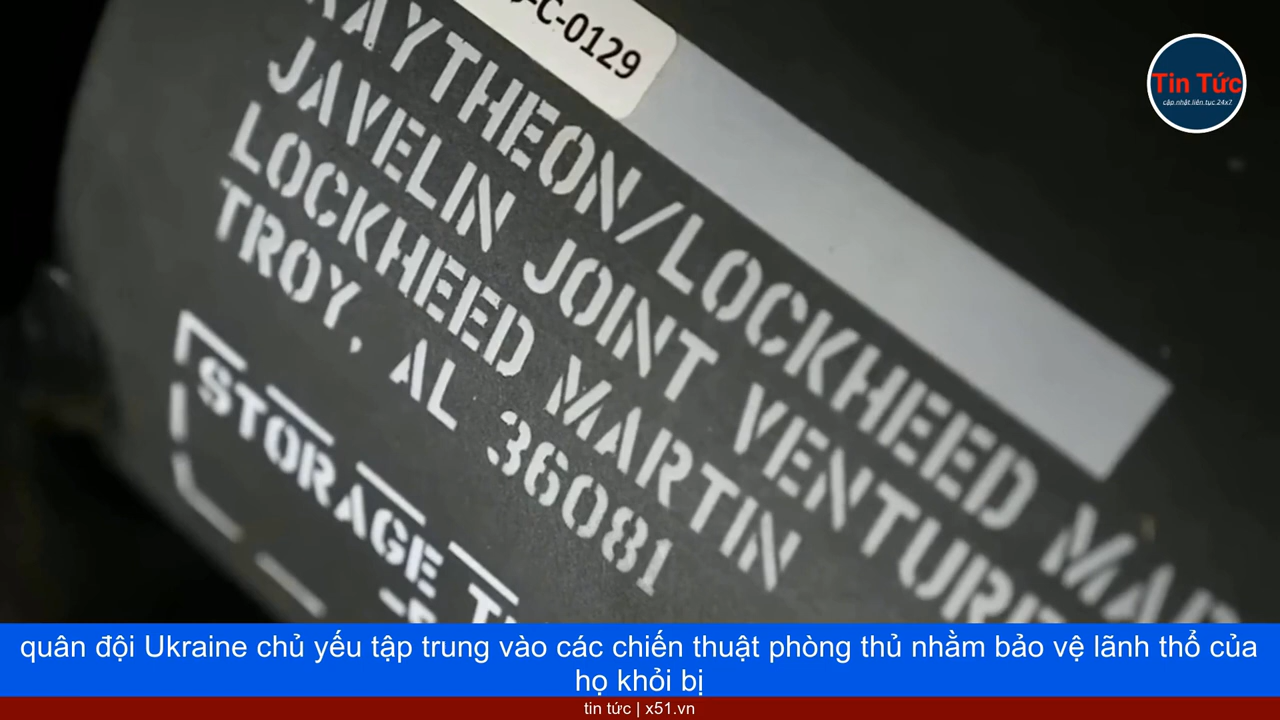 -C-0129
RAYTHEON/LOCKHEED MAR
JAVELIN JOINT VENTURE
LOCKHEED MARTIN
TROY, AL 36081
STORAGE
Tin Tức
cập.nhật.liên.tục.24x7
quân đội Ukraine chủ yếu tập trung vào các chiến thuật phòng thủ nhằm bảo vệ lãnh thổ của
họ khỏi bị
tin tức | x51.vn